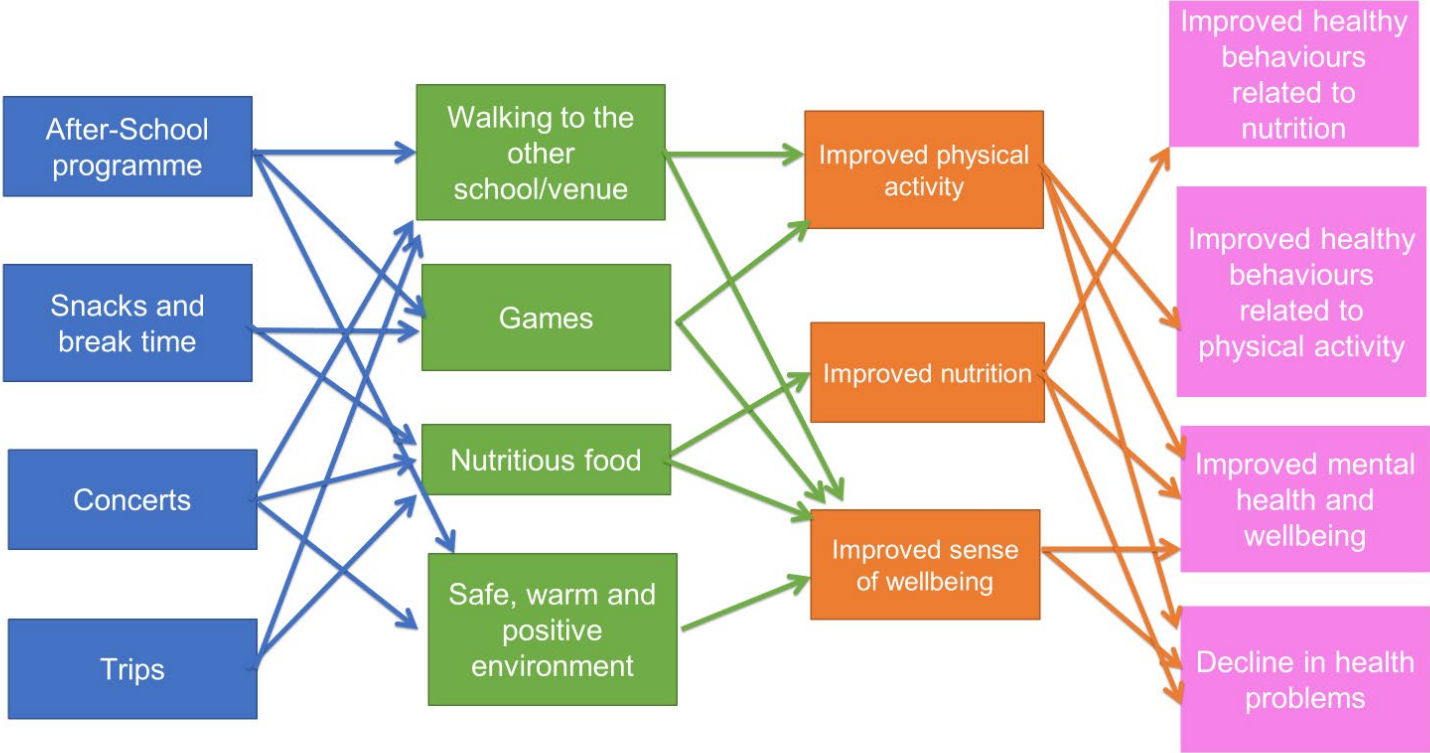 After-School
programme
Snacks and
break time
Concerts
Trips
Walking to the
other
school/venue
Games
Nutritious food
Safe, warm and
positive
environment
Improved physical
activity
Improved nutrition
Improved sense
of wellbeing
Improved healthy
behaviours
related to
nutrition
Improved healthy
behaviours
related to
physical activity
Improved mental
health and
wellbeing
Decline in health
problems